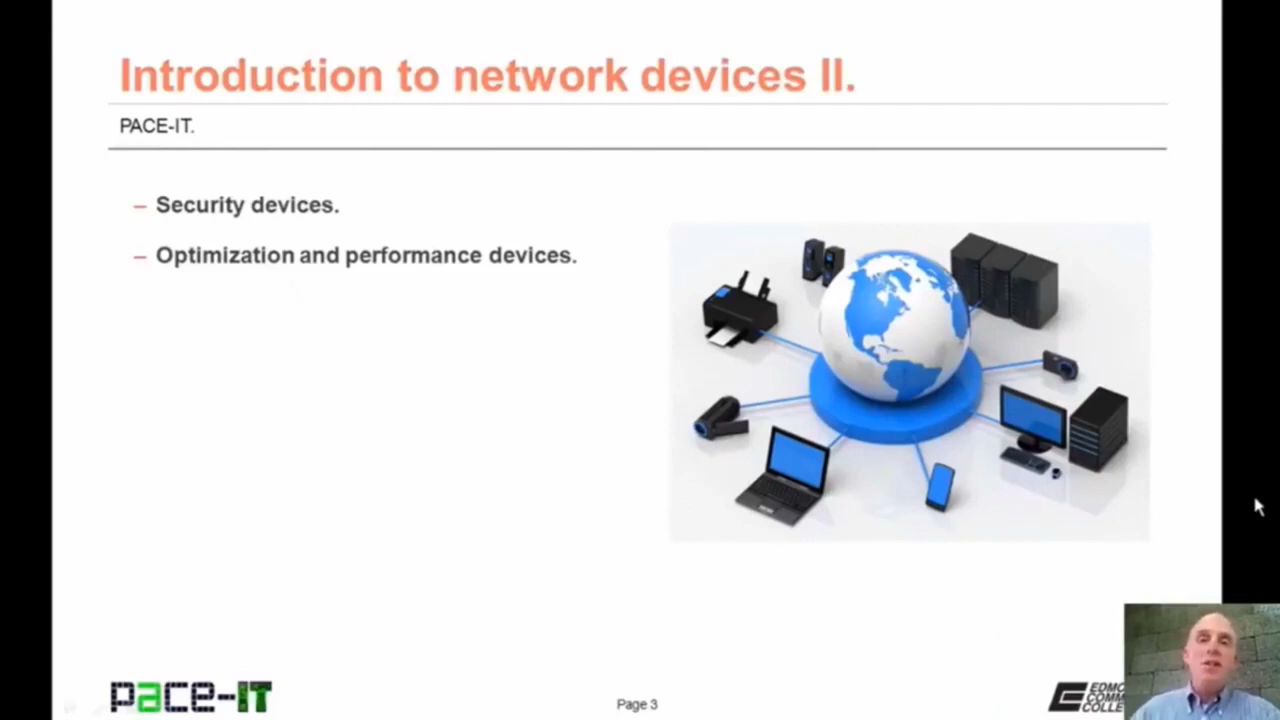 Introduction to network devices II.
PACE-IT.
– Security devices.
– Optimization and performance devices.
pace-IT
Page 3